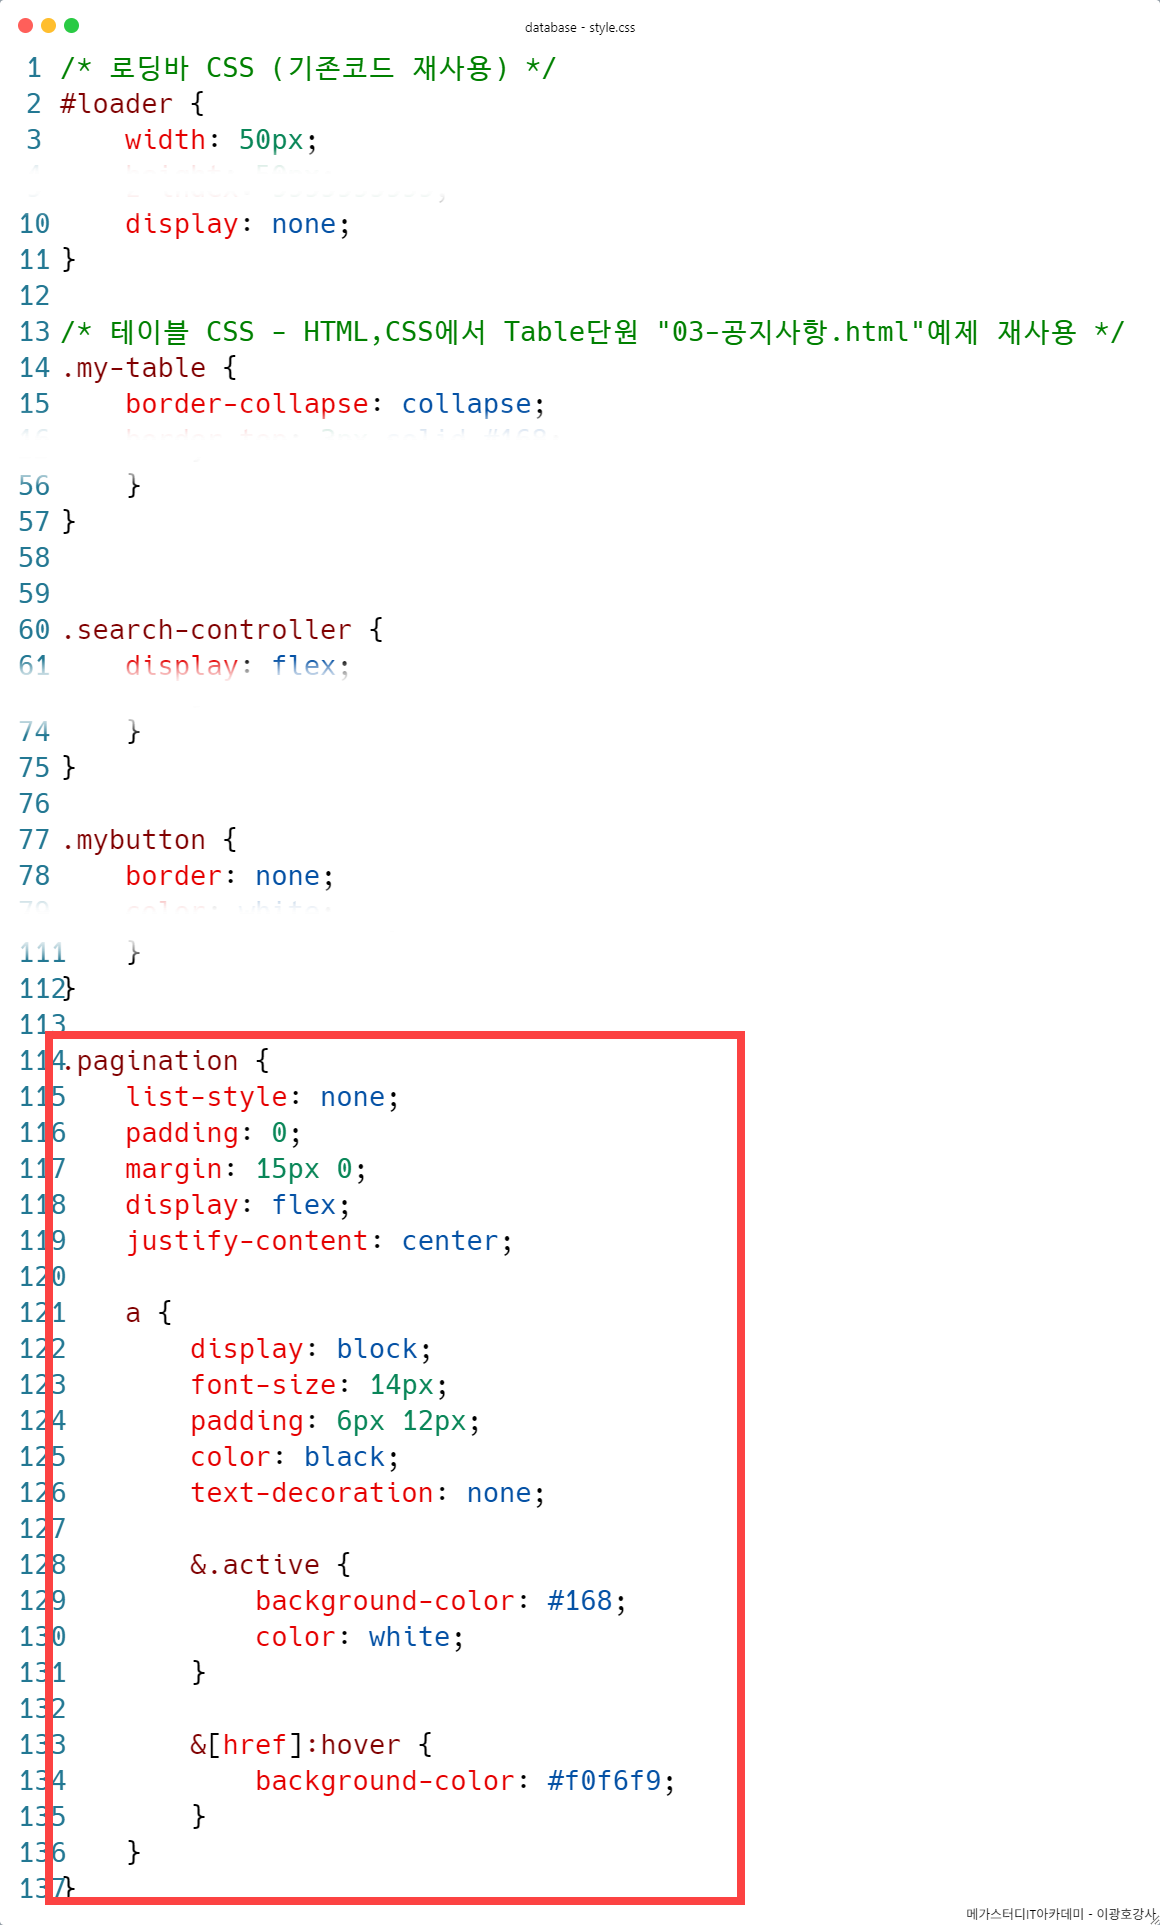 database - style.css
1 /* 로딩바 CSS (기존코드 재사용) */
2 #loader {
3     width: 50px;
10     display: none;
11 }
12
13 /* 테이블 CSS - HTML,CSS에서 Table단원 "03-공지사항.html"예제 재사용 */
14 .my-table {
15     border-collapse: collapse;
56     }
57 }
58
59
60 .search-controller {
61     display: flex;
74     }
75 }
76
77 .mybutton {
78     border: none;
111     }
112 }
113
114 .pagination {
115     list-style: none;
116     padding: 0;
117     margin: 15px 0;
118     display: flex;
119     justify-content: center;
120
121     a {
122         display: block;
123         font-size: 14px;
124         padding: 6px 12px;
125         color: black;
126         text-decoration: none;
127
128         &.active {
129             background-color: #168;
130             color: white;
131         }
132
133         &[href]:hover {
134             background-color: #f0f6f9;
135         }
136     }
137 }
메가스터디IT아카데미 - 이광호강사